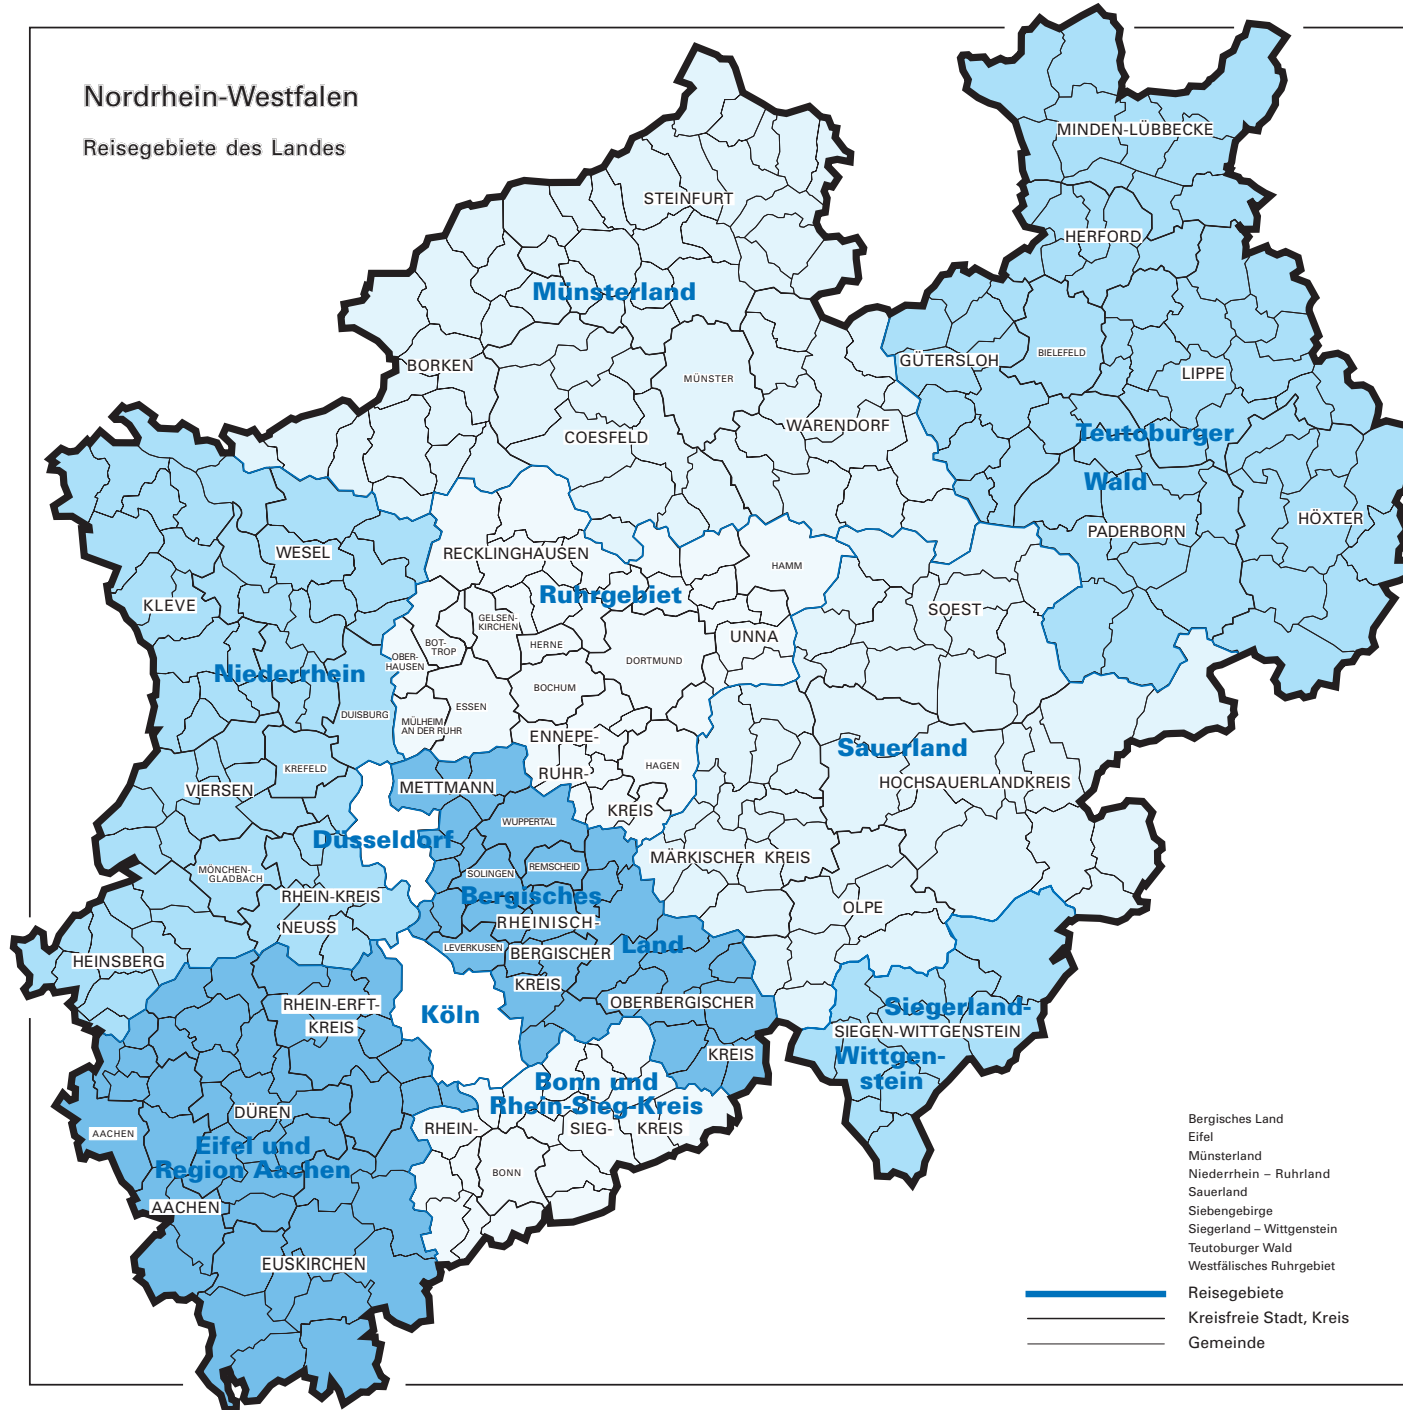 Nordrhein-Westfalen
Reisegebiete des Landes
MINDEN-LÜBBECKE
STEINFURT
HERFORD
Münsterland
BORKEN
MÜNSTER
GÜTERSLOH
BIELEFELD
LIPPE
COESFELD
WARENDORF
Teutoburger
Wald
PADERBORN
HÖXTER
WESEL
RECKLINGHAUSEN
HAMM
KLEVE
Ruhrgebiet
SOEST
GELSEN-
KIRCHEN
BOT-
TROP
HERNE
UNNA
OBER-
HAUSEN
DORTMUND
Niederrhein
BOCHUM
DUISBURG
ESSEN
MÜLHEIM
AN DER RUHR
ENNEPE-
RUHR-
KREIS
HAGEN
Sauerland
HOCHSAUERLANDKREIS
KREFELD
VIERSEN
METTMANN
WUPPERTAL
Düsseldorf
MÄRKISCHER KREIS
MÖNCHEN-
GLADBACH
SOLINGEN
REMSCHEID
RHEIN-KREIS
NEUSS
Bergisches
Land
OLPE
RHEINISCH-
BERGISCHER
KREIS
LEVERKUSEN
HEINSBERG
RHEIN-ERFT-
KREIS
Köln
OBERBERGISCHER
KREIS
Siegerland-
SIEGEN-WITTGENSTEIN
Wittgen-
stein
Bonn und
Rhein-Sieg-Kreis
DÜREN
RHEIN-
SIEG-
KREIS
AACHEN
Eifel und
Region Aachen
BONN
AACHEN
EUSKIRCHEN
Bergisches Land
Eifel
Münsterland
Niederrhein – Ruhrland
Sauerland
Siebengebirge
Siegerland – Wittgenstein
Teutoburger Wald
Westfälisches Ruhrgebiet
Reisegebiete
Kreisfreie Stadt, Kreis
Gemeinde